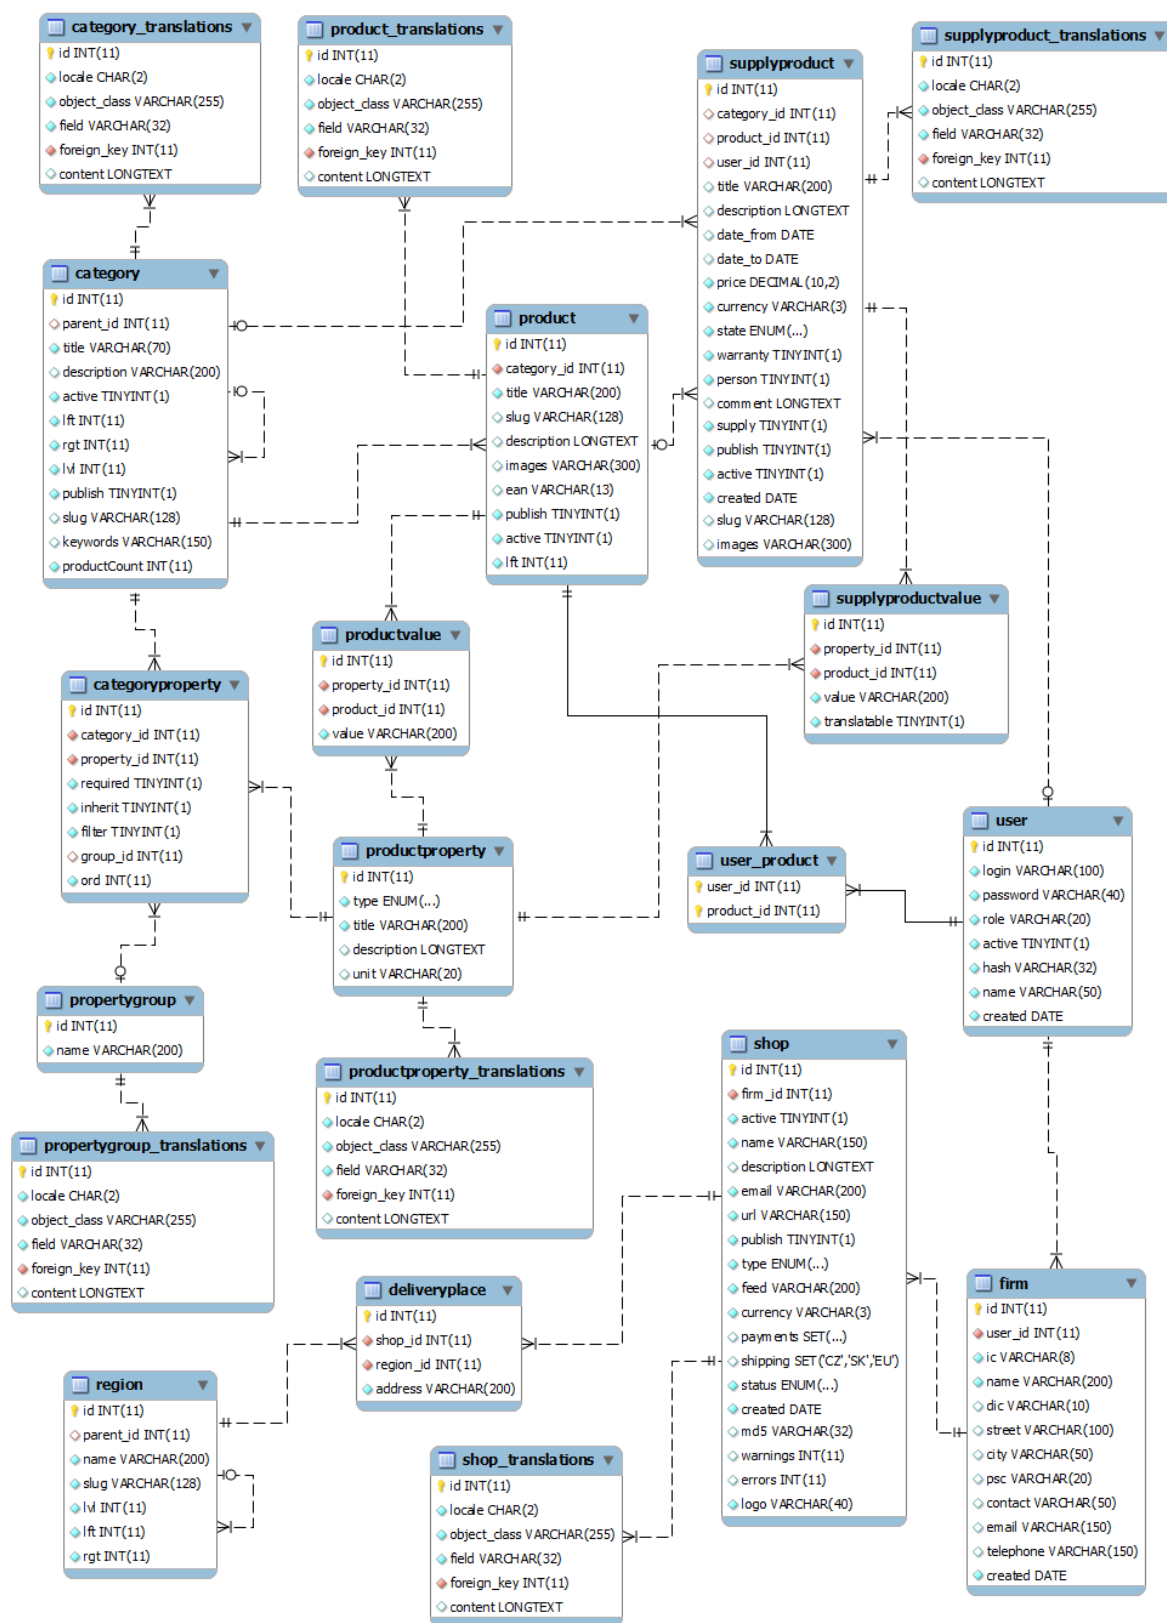 category_translations
id INT(11)
locale CHAR(2)
object_class VARCHAR(255)
field VARCHAR(32)
foreign_key INT(11)
content LONGTEXT
product_translations
id INT(11)
locale CHAR(2)
object_class VARCHAR(255)
field VARCHAR(32)
foreign_key INT(11)
content LONGTEXT
supplyproduct
id INT(11)
category_id INT(11)
product_id INT(11)
user_id INT(11)
title VARCHAR(200)
description LONGTEXT
date_from DATE
date_to DATE
price DECIMAL(10,2)
currency VARCHAR(3)
state ENUM(...)
warranty TINYINT(1)
person TINYINT(1)
comment LONGTEXT
supply TINYINT(1)
publish TINYINT(1)
active TINYINT(1)
created DATE
slug VARCHAR(128)
images VARCHAR(300)
supplyproduct_translations
id INT(11)
locale CHAR(2)
object_class VARCHAR(255)
field VARCHAR(32)
foreign_key INT(11)
content LONGTEXT
category
id INT(11)
parent_id INT(11)
title VARCHAR(70)
description VARCHAR(200)
active TINYINT(1)
lft INT(11)
rgt INT(11)
lvl INT(11)
publish TINYINT(1)
slug VARCHAR(128)
keywords VARCHAR(150)
productCount INT(11)
product
id INT(11)
category_id INT(11)
title VARCHAR(200)
slug VARCHAR(128)
description LONGTEXT
images VARCHAR(300)
ean VARCHAR(13)
publish TINYINT(1)
active TINYINT(1)
lft INT(11)
supplyproductvalue
id INT(11)
property_id INT(11)
product_id INT(11)
value VARCHAR(200)
translatable TINYINT(1)
productvalue
id INT(11)
property_id INT(11)
product_id INT(11)
value VARCHAR(200)
categoryproperty
id INT(11)
category_id INT(11)
property_id INT(11)
required TINYINT(1)
inherit TINYINT(1)
filter TINYINT(1)
group_id INT(11)
ord INT(11)
productproperty
id INT(11)
type ENUM(...)
title VARCHAR(200)
description LONGTEXT
unit VARCHAR(20)
user_product
user_id INT(11)
product_id INT(11)
user
id INT(11)
login VARCHAR(100)
password VARCHAR(40)
role VARCHAR(20)
active TINYINT(1)
hash VARCHAR(32)
name VARCHAR(50)
created DATE
propertygroup
id INT(11)
name VARCHAR(200)
productproperty_translations
id INT(11)
locale CHAR(2)
object_class VARCHAR(255)
field VARCHAR(32)
foreign_key INT(11)
content LONGTEXT
shop
id INT(11)
firm_id INT(11)
active TINYINT(1)
name VARCHAR(150)
description LONGTEXT
email VARCHAR(200)
url VARCHAR(150)
publish TINYINT(1)
type ENUM(...)
feed VARCHAR(200)
currency VARCHAR(3)
payments SET(...)
shipping SET('CZ','SK','EU')
status ENUM(...)
created DATE
md5 VARCHAR(32)
warnings INT(11)
errors INT(11)
logo VARCHAR(40)
propertygroup_translations
id INT(11)
locale CHAR(2)
object_class VARCHAR(255)
field VARCHAR(32)
foreign_key INT(11)
content LONGTEXT
deliveryplace
id INT(11)
shop_id INT(11)
region_id INT(11)
address VARCHAR(200)
firm
id INT(11)
user_id INT(11)
ic VARCHAR(8)
name VARCHAR(200)
dic VARCHAR(10)
street VARCHAR(100)
city VARCHAR(50)
psc VARCHAR(20)
contact VARCHAR(50)
email VARCHAR(150)
telephone VARCHAR(150)
created DATE
region
id INT(11)
parent_id INT(11)
name VARCHAR(200)
slug VARCHAR(128)
lvl INT(11)
lft INT(11)
rgt INT(11)
shop_translations
id INT(11)
locale CHAR(2)
object_class VARCHAR(255)
field VARCHAR(32)
foreign_key INT(11)
content LONGTEXT